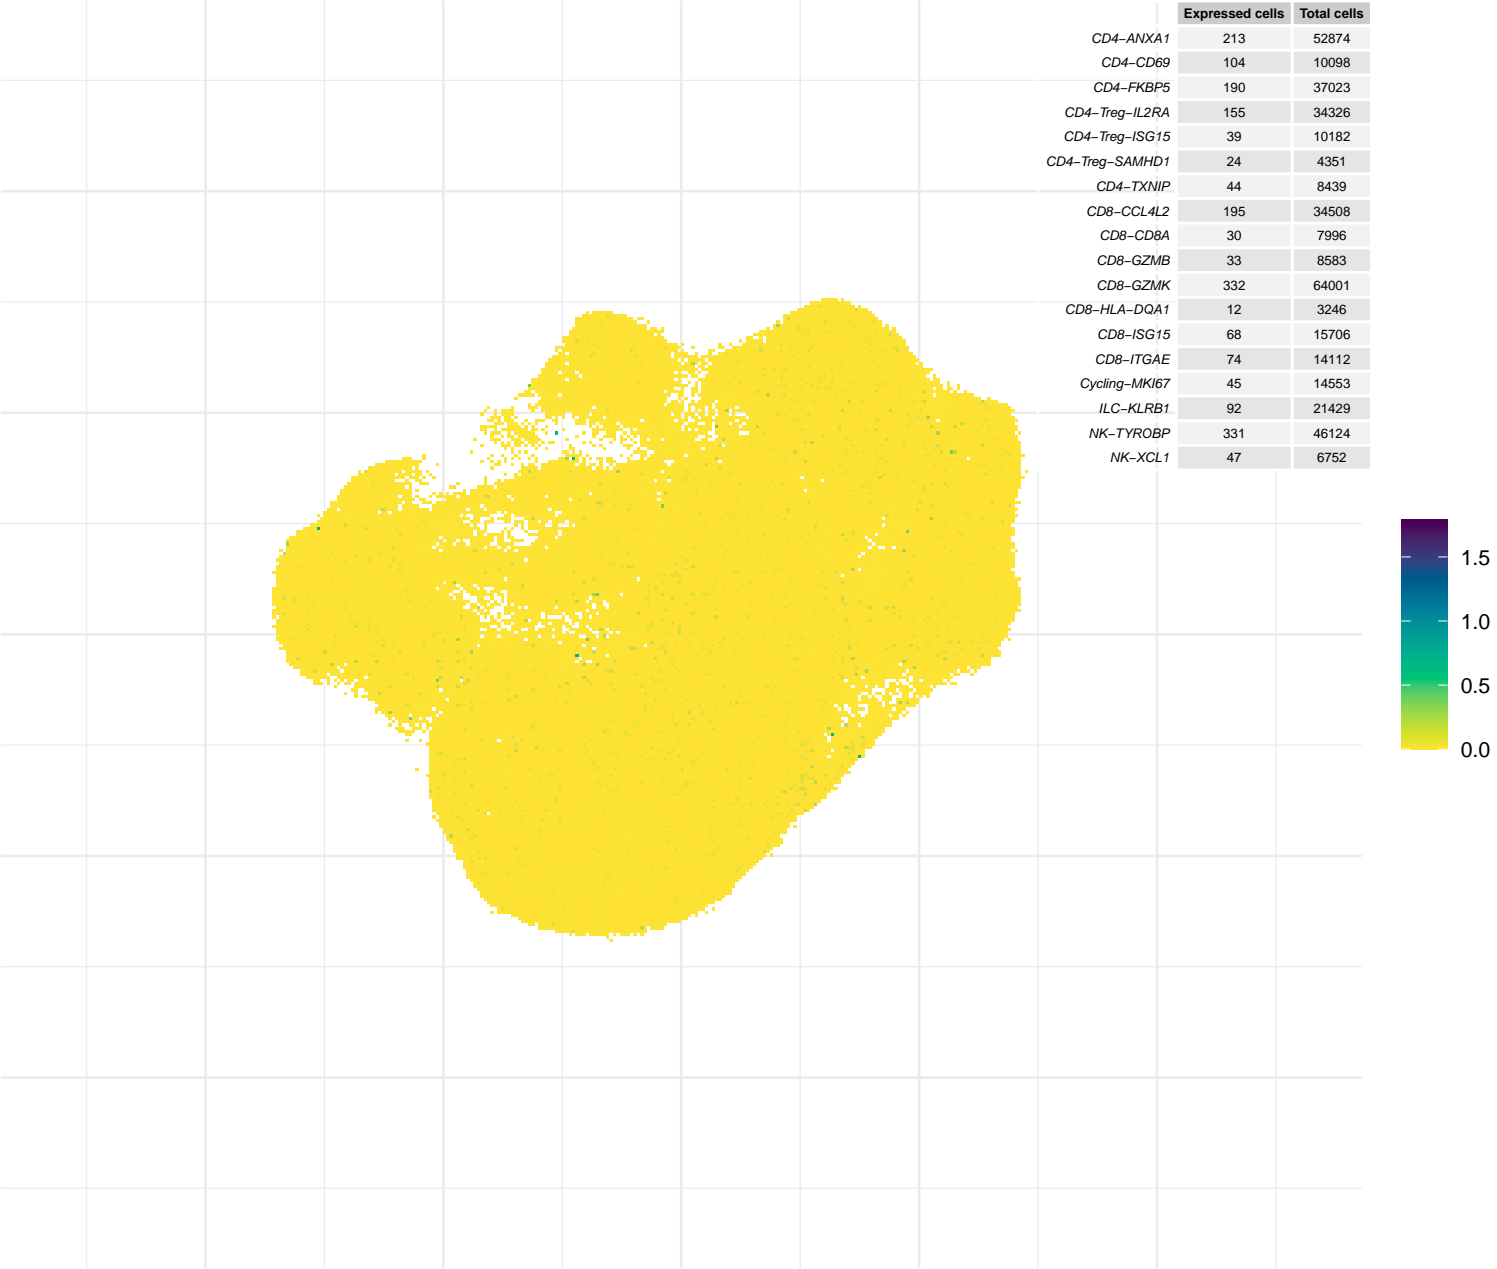 Expressed cells Total cells
CD4−ANXA1 213 52874
CD4−CD69 104 10098
CD4−FKBP5 190 37023
CD4−Treg−IL2RA 155 34326
CD4−Treg−ISG15 39 10182
CD4−Treg−SAMHD1 24 4351
CD4−TXNIP 44 8439
CD8−CCL4L2 195 34508
CD8−CD8A 30 7996
CD8−GZMB 33 8583
CD8−GZMK 332 64001
CD8−HLA−DQA1 12 3246
CD8−ISG15 68 15706
CD8−ITGAE 74 14112
Cycling−MKI67 45 14553
ILC−KLRB1 92 21429
NK−TYROBP 331 46124
NK−XCL1 47 6752
1.5
1.0
0.5
0.0